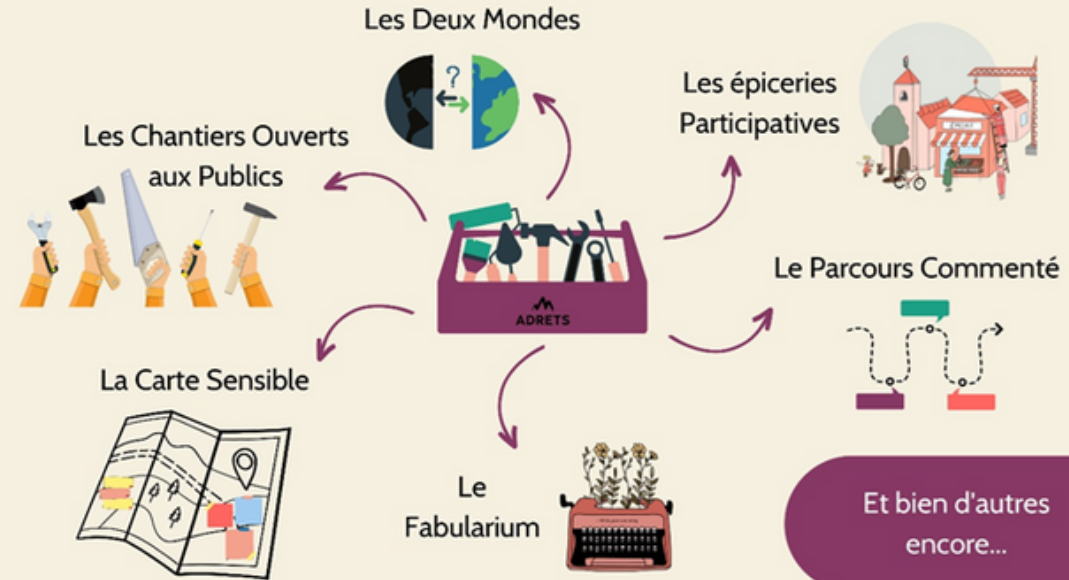 Les Deux Mondes
?
Les épiceries
Participatives
Les Chantiers Ouverts
aux Publics
ADRETS
Le Parcours Commenté
La Carte Sensible
Le
Fabularium
Et bien d'autres
encore...